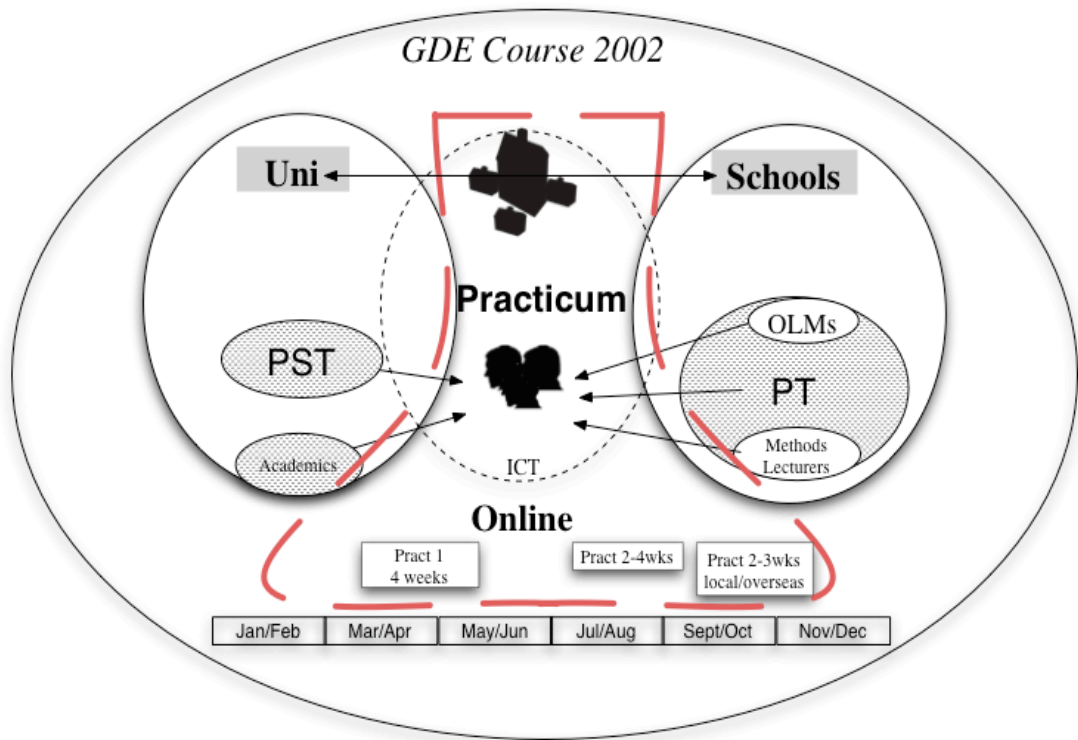 GDE Course 2002
Uni
Schools
Practicum
OLMs
PST
PT
Methods
Lecturers
Academics
ICT
Online
Pract 1
4 weeks
Pract 2-4wks
Pract 2-3wks
local/overseas
Jan/Feb
Mar/Apr
May/Jun
Jul/Aug
Sept/Oct
Nov/Dec